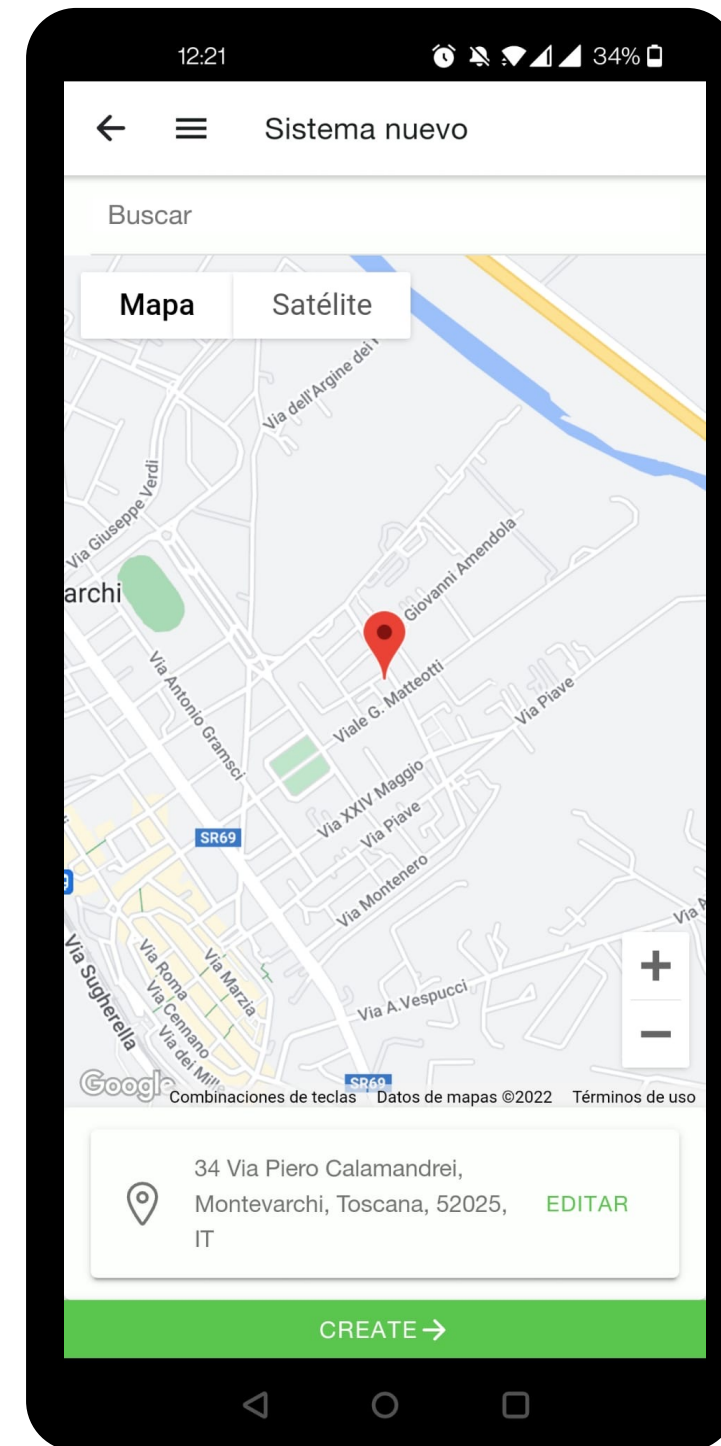 12:21
34%
Sistema nuevo
Buscar
Mapa
Satélite
Via dell'Argine dei
Via Giuseppe Verdi
archi
Giovanni Amendola
Via Antonio Gramsci
Viale G. Matteotti
Via Piave
Via XXIV Maggio
SR69
Via Piave
Via Montenero
Via Sugherella
Via Roma
Via Marzia
Via Cennano
Via dei Mille
Via A.Vespucci
Via A
+
−
Google
SR69
Combinaciones de teclas
Datos de mapas ©2022
Términos de uso
34 Via Piero Calamandrei,
Montevarchi, Toscana, 52025,
IT
EDITAR
CREATE